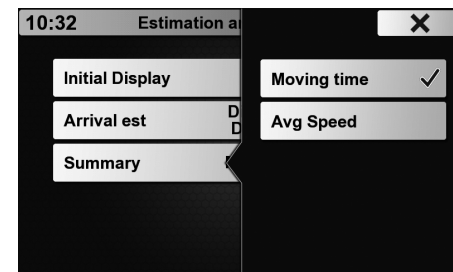 10:32 Estimation a
Initial Display
Moving time
Arrival est D
D
Avg Speed
Summary